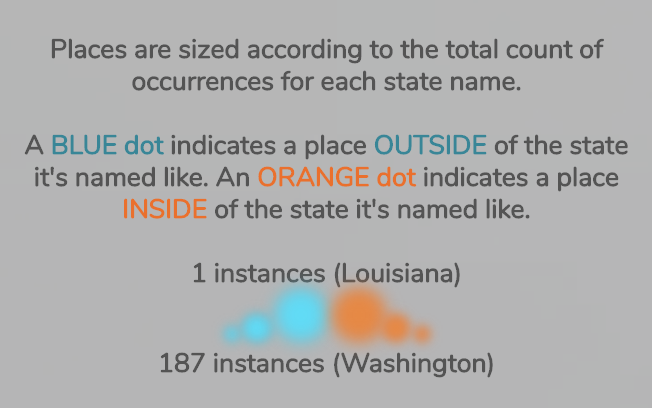 Places are sized according to the total count of
occurrences for each state name.
A BLUE dot indicates a place OUTSIDE of the state
it's named like. An ORANGE dot indicates a place
INSIDE of the state it's named like.
1 instances (Louisiana)
187 instances (Washington)